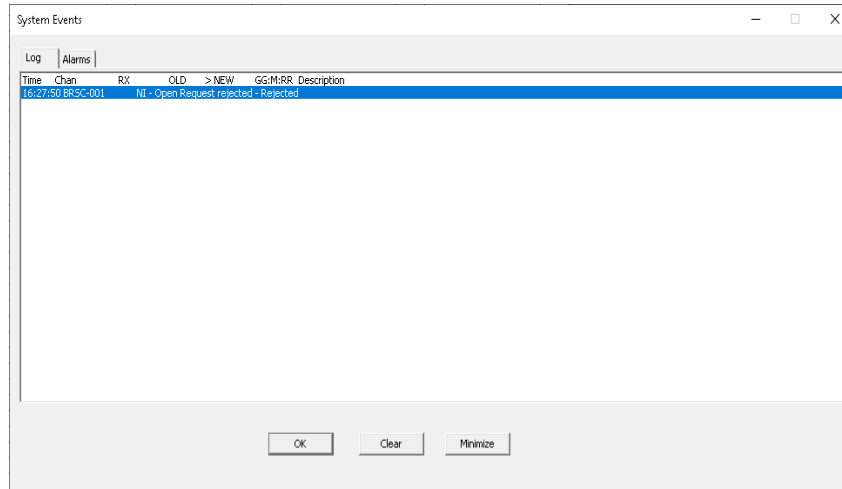 System Events
Log Alarms
Time Chan RX OLD > NEW GG:M:RR Description
16:27:50 BRSC-001 NI - Open Request rejected - Rejected
OK Clear Minimize